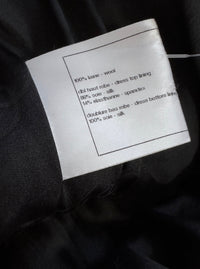 100% laine - wool
dbl haut robe - dress top lining
86% soie - silk
14% elasthanne - spandex
doublure bas robe - dress bottom lining
100% soie - silk